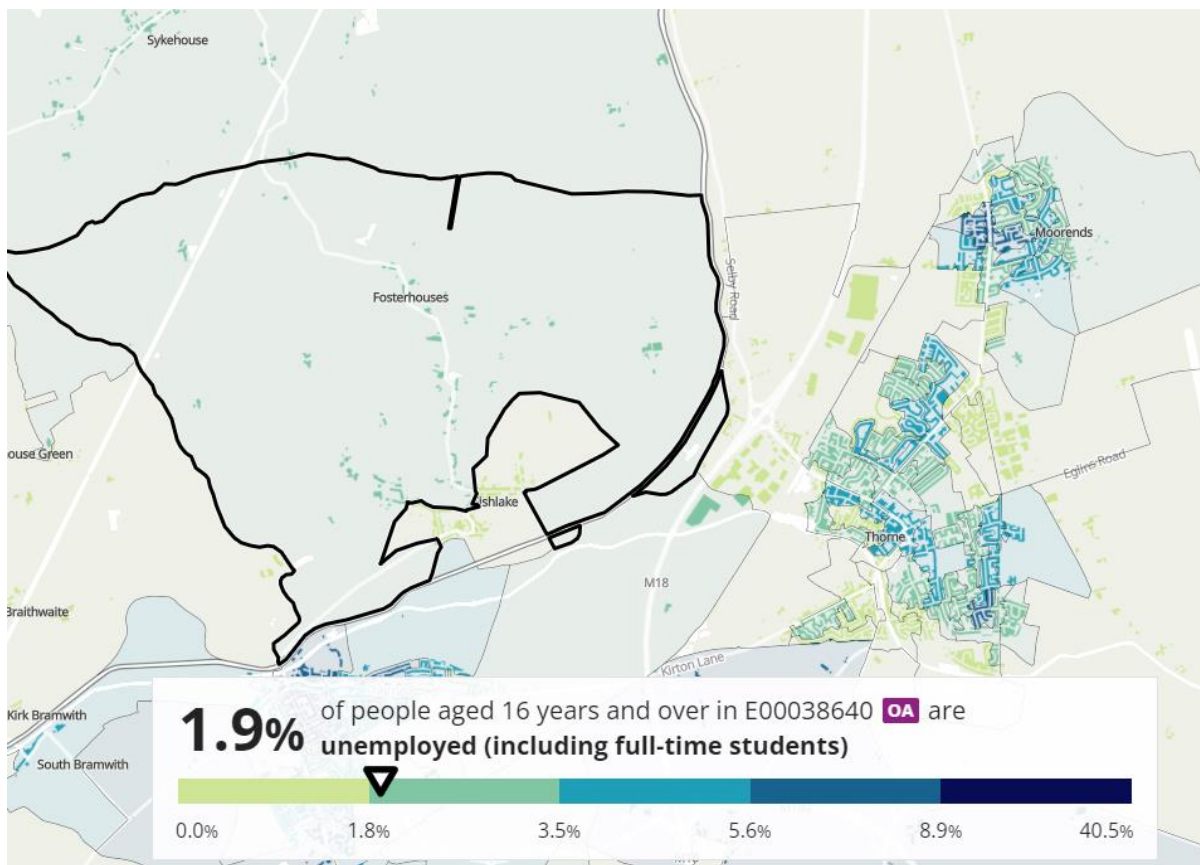 Sykehouse
Moorends
Selby Road
Fosterhouses
ouse Green
Eglins Road
ishlake
Thorne
M18
Braithwaite
Kirton Lane
Kirk Bramwith
South Bramwith
1.9% of people aged 16 years and over in E00038640 OA are
unemployed (including full-time students)
0.0% 1.8% 3.5% 5.6% 8.9% 40.5%